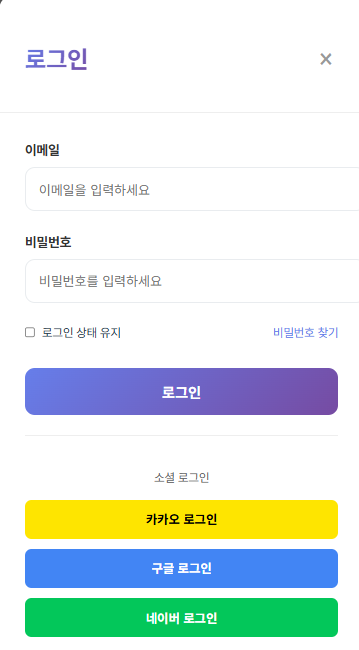 로그인
×
이메일
이메일을 입력하세요
비밀번호
비밀번호를 입력하세요
로그인 상태 유지
비밀번호 찾기
로그인
소셜 로그인
카카오 로그인
구글 로그인
네이버 로그인